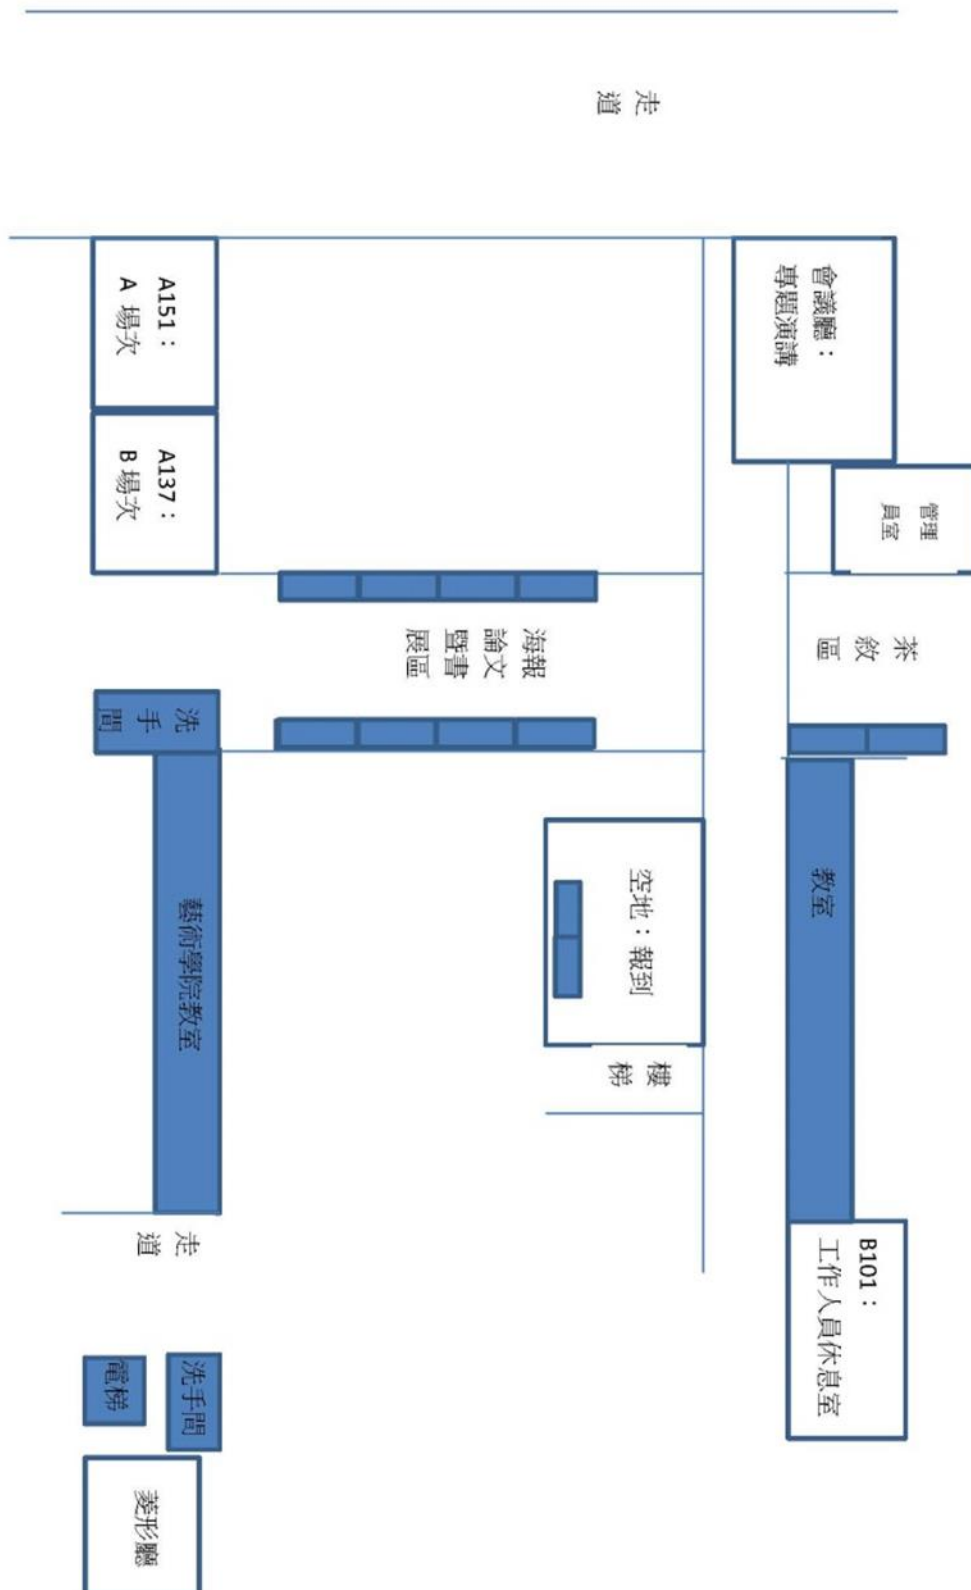 走
道
會議廳：
專題演講
管理
員室
茶
敘
區
教室
B101：
工作人員休息室
海報
論文
暨書
展區
空地：報到
樓
梯
A151：
A 場次
A137：
B 場次
洗
手
間
藝術學院教室
走
道
洗手間
電梯
菱形廳